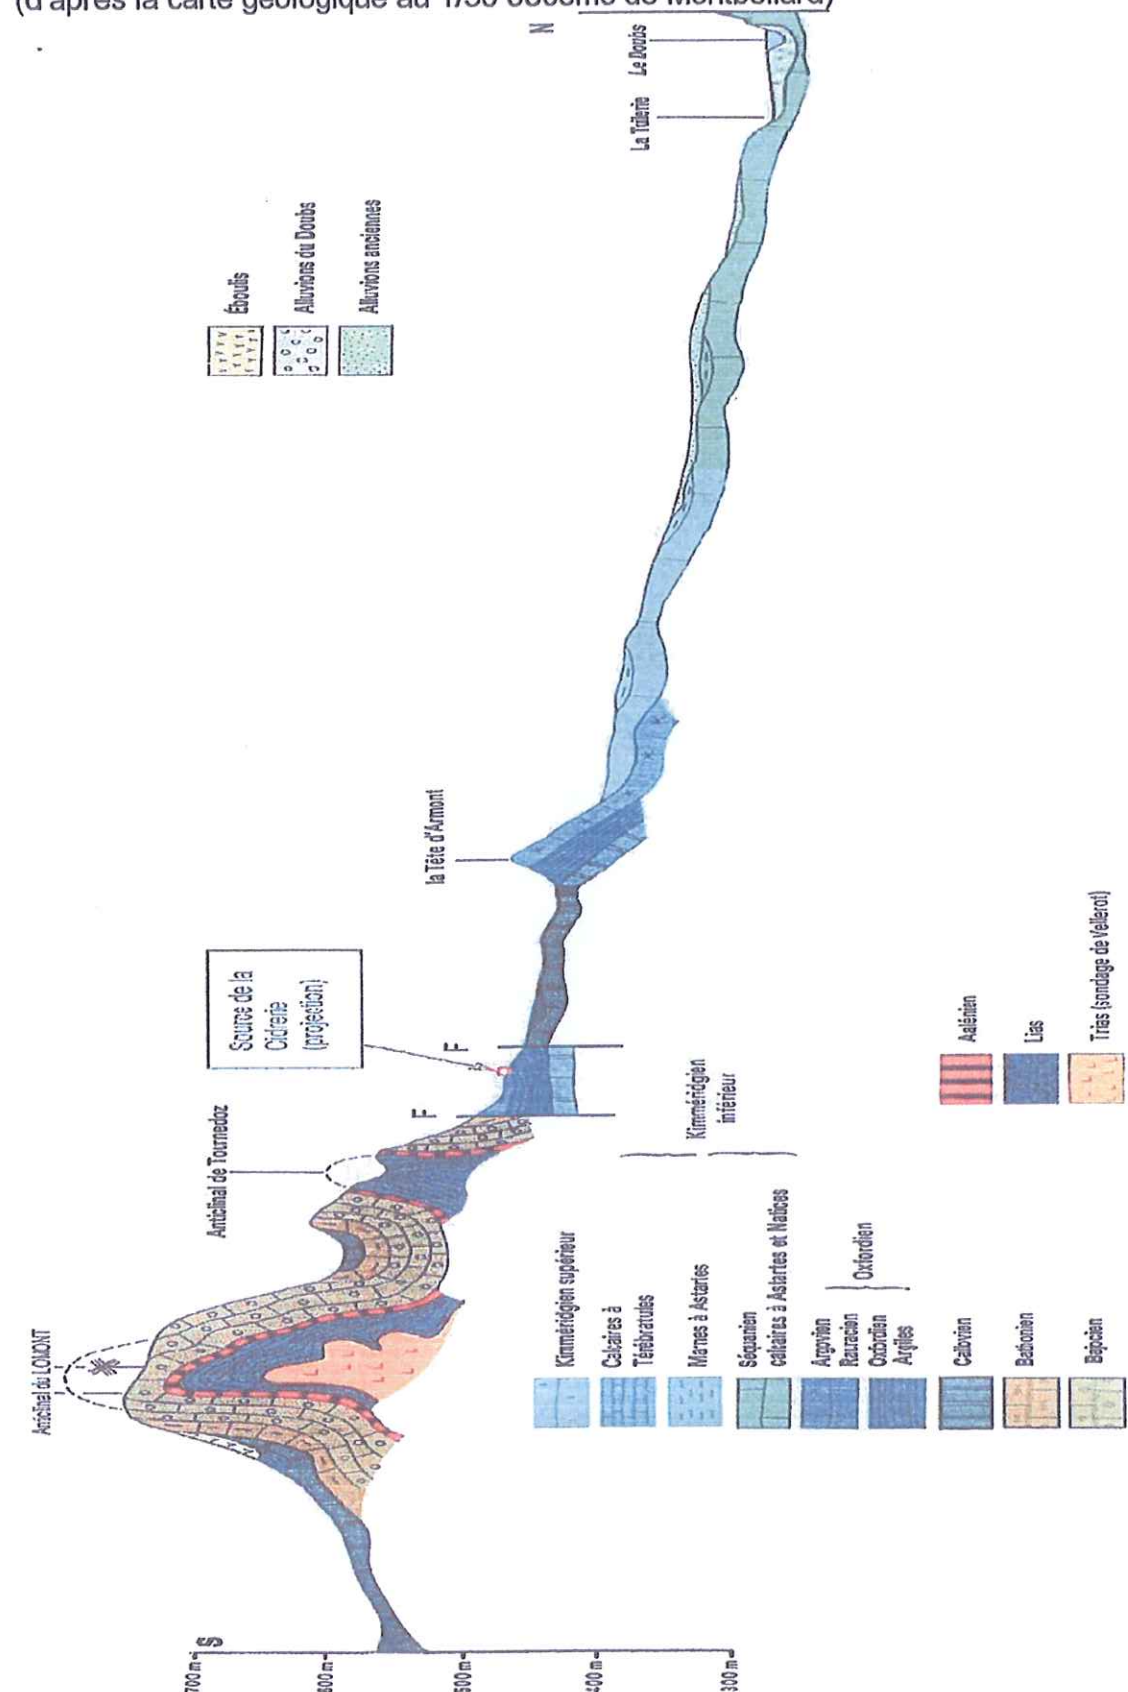 (d'après la carte géologique au 1/50 000ème de Montbéliard)
N
Le Doubs
La Tuilerie
Éboulis
Alluvions du Doubs
Alluvions anciennes
la Tête d'Armont
Source de la
Cidrerie
(projection)
F
F
Anticlinal de Tournedoz
Anticlinal du LOMONT
S
700 m
600 m
500 m
400 m
300 m
Kimméridgien supérieur
Calcaires à
Térébratules
Marnes à Astartes
Kimméridgien
inférieur
Séquanien
calcaires à Astartes et Natices
Argovien
Rauracien
Oxfordien
Argiles
Oxfordien
Callovien
Bathonien
Bajocien
Aalénien
Lias
Trias (sondage de Vellerot)